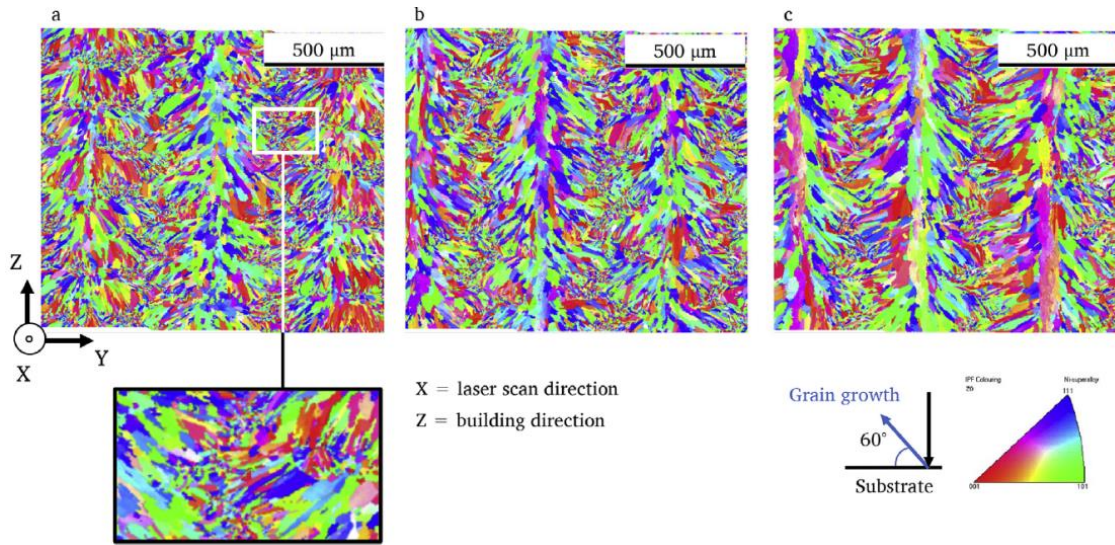 a
b
c
500 μm
500 μm
500 μm
Z
Y
X
X = laser scan direction
Z = building direction
Grain growth
60°
Substrate
IPF Colouring
Ni-superalloy
111
001
101